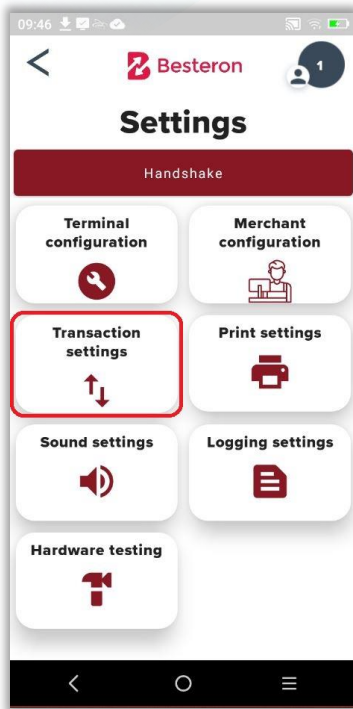 09:46
Besteron
1
Settings
Handshake
Terminal
configuration
Merchant
configuration
Transaction
settings
Print settings
Sound settings
Logging settings
Hardware testing